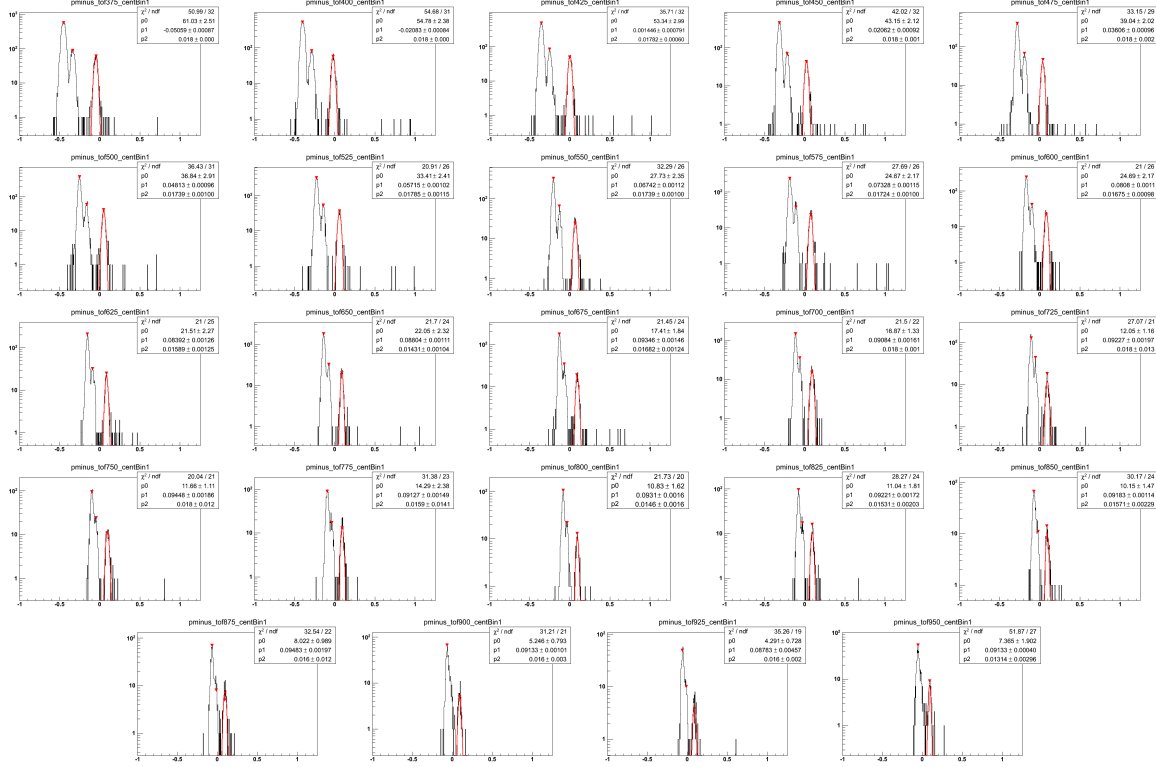 pminus_tof375_centBin1
χ² / ndf 50.99 / 32
p0 61.03 ± 2.51
p1 -0.05059 ± 0.00087
p2 0.018 ± 0.000
pminus_tof400_centBin1
χ² / ndf 54.68 / 31
p0 54.78 ± 2.38
p1 -0.02083 ± 0.00084
p2 0.018 ± 0.000
pminus_tof425_centBin1
χ² / ndf 35.71 / 32
p0 53.34 ± 2.99
p1 0.001446 ± 0.000791
p2 0.01782 ± 0.00060
pminus_tof450_centBin1
χ² / ndf 42.02 / 32
p0 43.15 ± 2.12
p1 0.02062 ± 0.00092
p2 0.018 ± 0.001
pminus_tof475_centBin1
χ² / ndf 33.15 / 29
p0 39.04 ± 2.02
p1 0.03606 ± 0.00096
p2 0.018 ± 0.002
pminus_tof500_centBin1
χ² / ndf 36.43 / 31
p0 36.84 ± 2.91
p1 0.04813 ± 0.00096
p2 0.01739 ± 0.00100
pminus_tof525_centBin1
χ² / ndf 20.91 / 26
p0 33.41 ± 2.41
p1 0.05715 ± 0.00102
p2 0.01785 ± 0.00115
pminus_tof550_centBin1
χ² / ndf 32.29 / 26
p0 27.73 ± 2.35
p1 0.06742 ± 0.00112
p2 0.01739 ± 0.00100
pminus_tof575_centBin1
χ² / ndf 27.69 / 26
p0 24.67 ± 2.17
p1 0.07328 ± 0.00115
p2 0.01724 ± 0.00100
pminus_tof600_centBin1
χ² / ndf 21 / 26
p0 24.69 ± 2.17
p1 0.0808 ± 0.0011
p2 0.01675 ± 0.00098
pminus_tof625_centBin1
χ² / ndf 21 / 25
p0 21.51 ± 2.27
p1 0.08392 ± 0.00126
p2 0.01589 ± 0.00125
pminus_tof650_centBin1
χ² / ndf 21.7 / 24
p0 22.05 ± 2.32
p1 0.08804 ± 0.00111
p2 0.01431 ± 0.00104
pminus_tof675_centBin1
χ² / ndf 21.45 / 24
p0 17.41 ± 1.84
p1 0.09346 ± 0.00146
p2 0.01682 ± 0.00124
pminus_tof700_centBin1
χ² / ndf 21.5 / 22
p0 16.87 ± 1.33
p1 0.09084 ± 0.00161
p2 0.018 ± 0.001
pminus_tof725_centBin1
χ² / ndf 27.07 / 21
p0 12.05 ± 1.16
p1 0.09227 ± 0.00197
p2 0.018 ± 0.013
pminus_tof750_centBin1
χ² / ndf 20.04 / 21
p0 11.66 ± 1.11
p1 0.09448 ± 0.00186
p2 0.018 ± 0.012
pminus_tof775_centBin1
χ² / ndf 31.38 / 23
p0 14.29 ± 2.38
p1 0.09127 ± 0.00149
p2 0.0159 ± 0.0141
pminus_tof800_centBin1
χ² / ndf 21.73 / 20
p0 10.83 ± 1.62
p1 0.0931 ± 0.0016
p2 0.0146 ± 0.0016
pminus_tof825_centBin1
χ² / ndf 28.27 / 24
p0 11.04 ± 1.81
p1 0.09221 ± 0.00172
p2 0.01531 ± 0.00203
pminus_tof850_centBin1
χ² / ndf 30.17 / 24
p0 10.15 ± 1.47
p1 0.09183 ± 0.00114
p2 0.01571 ± 0.00229
pminus_tof875_centBin1
χ² / ndf 32.54 / 22
p0 8.022 ± 0.989
p1 0.09483 ± 0.00197
p2 0.016 ± 0.012
pminus_tof900_centBin1
χ² / ndf 31.21 / 21
p0 5.246 ± 0.793
p1 0.09133 ± 0.00101
p2 0.016 ± 0.003
pminus_tof925_centBin1
χ² / ndf 35.26 / 19
p0 4.291 ± 0.728
p1 0.08783 ± 0.00457
p2 0.016 ± 0.002
pminus_tof950_centBin1
χ² / ndf 51.87 / 27
p0 7.365 ± 1.902
p1 0.09133 ± 0.00040
p2 0.01314 ± 0.00296